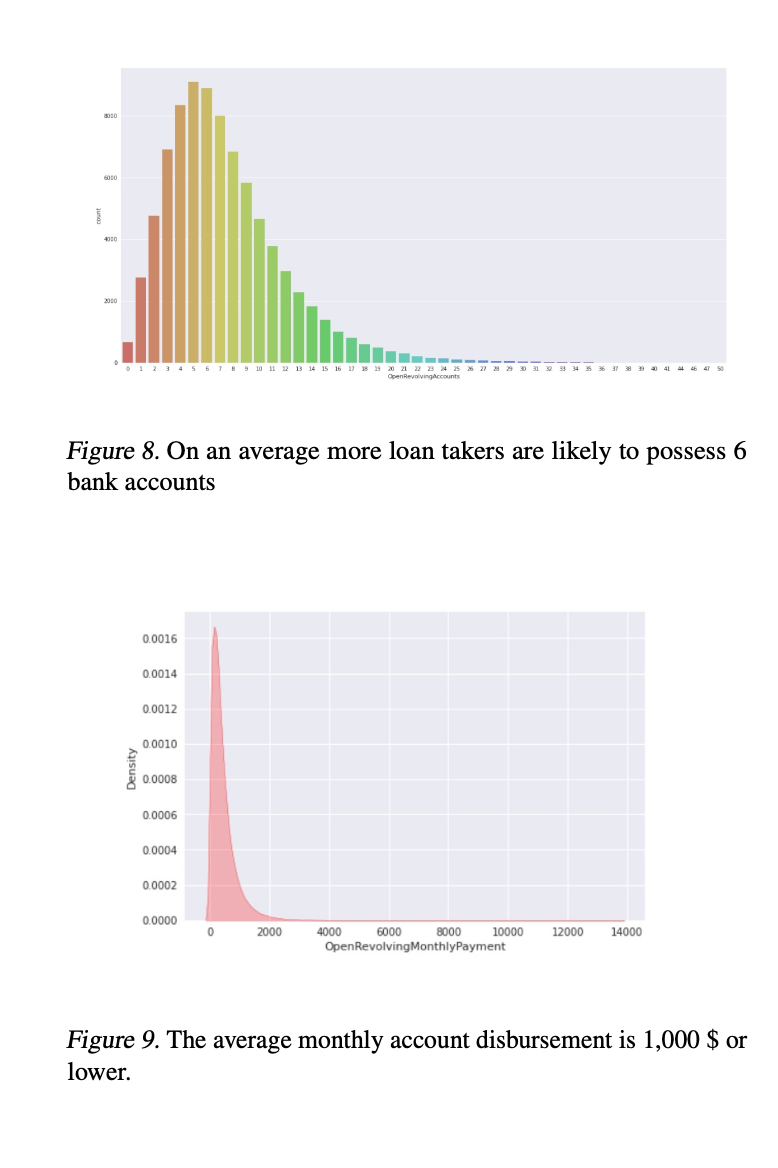 8000
6000
count
4000
2000
0
0 1 2 3 4 5 6 7 8 9 10 11 12 13 14 15 16 17 18 19 20 21 22 23 24 25 26 27 28 29 30 31 32 33 34 35 36 37 38 39 40 41 44 46 47 50
OpenRevolvingAccounts
Figure 8. On an average more loan takers are likely to possess 6
bank accounts
0.0016
0.0014
0.0012
0.0010
Density
0.0008
0.0006
0.0004
0.0002
0.0000
0 2000 4000 6000 8000 10000 12000 14000
OpenRevolvingMonthlyPayment
Figure 9. The average monthly account disbursement is 1,000 $ or
lower.